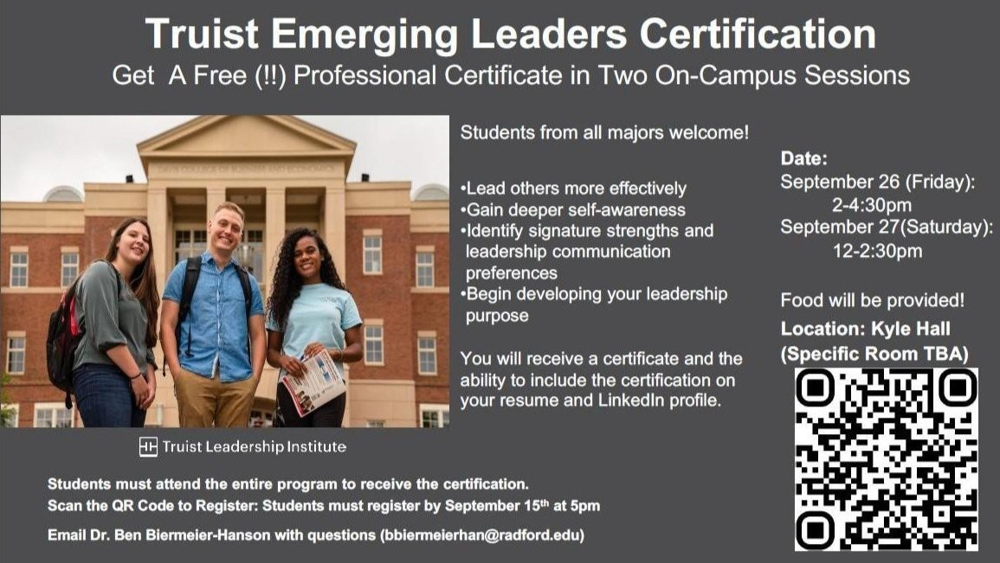 Truist Emerging Leaders Certification
Get A Free (!!) Professional Certificate in Two On-Campus Sessions
Students from all majors welcome!
•Lead others more effectively
•Gain deeper self-awareness
•Identify signature strengths and
leadership communication
preferences
•Begin developing your leadership
purpose
You will receive a certificate and the
ability to include the certification on
your resume and LinkedIn profile.
Date:
September 26 (Friday):
2-4:30pm
September 27(Saturday):
12-2:30pm
Food will be provided!
Location: Kyle Hall
(Specific Room TBA)
Truist Leadership Institute
Students must attend the entire program to receive the certification.
Scan the QR Code to Register: Students must register by September 15th at 5pm
Email Dr. Ben Biermeier-Hanson with questions (bbiermeierhan@radford.edu)